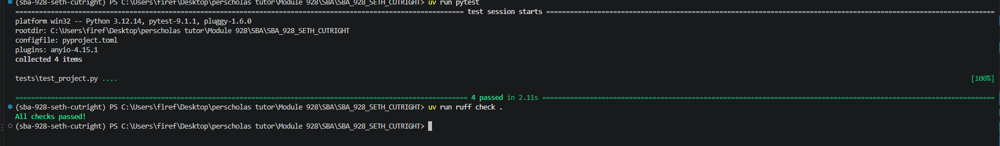 (sba-928-seth-cutright) PS C:\Users\firef\Desktop\perscholas tutor\Module 928\SBA\SBA_928_SETH_CUTRIGHT> uv run pytest
================ test session starts ================
platform win32 -- Python 3.12.14, pytest-9.1.1, pluggy-1.6.0
rootdir: C:\Users\firef\Desktop\perscholas tutor\Module 928\SBA\SBA_928_SETH_CUTRIGHT
configfile: pyproject.toml
plugins: anyio-4.15.1
collected 4 items
tests\test_project.py .... [100%]
================ 4 passed in 2.11s ================
(sba-928-seth-cutright) PS C:\Users\firef\Desktop\perscholas tutor\Module 928\SBA\SBA_928_SETH_CUTRIGHT> uv run ruff check .
All checks passed!
(sba-928-seth-cutright) PS C:\Users\firef\Desktop\perscholas tutor\Module 928\SBA\SBA_928_SETH_CUTRIGHT>